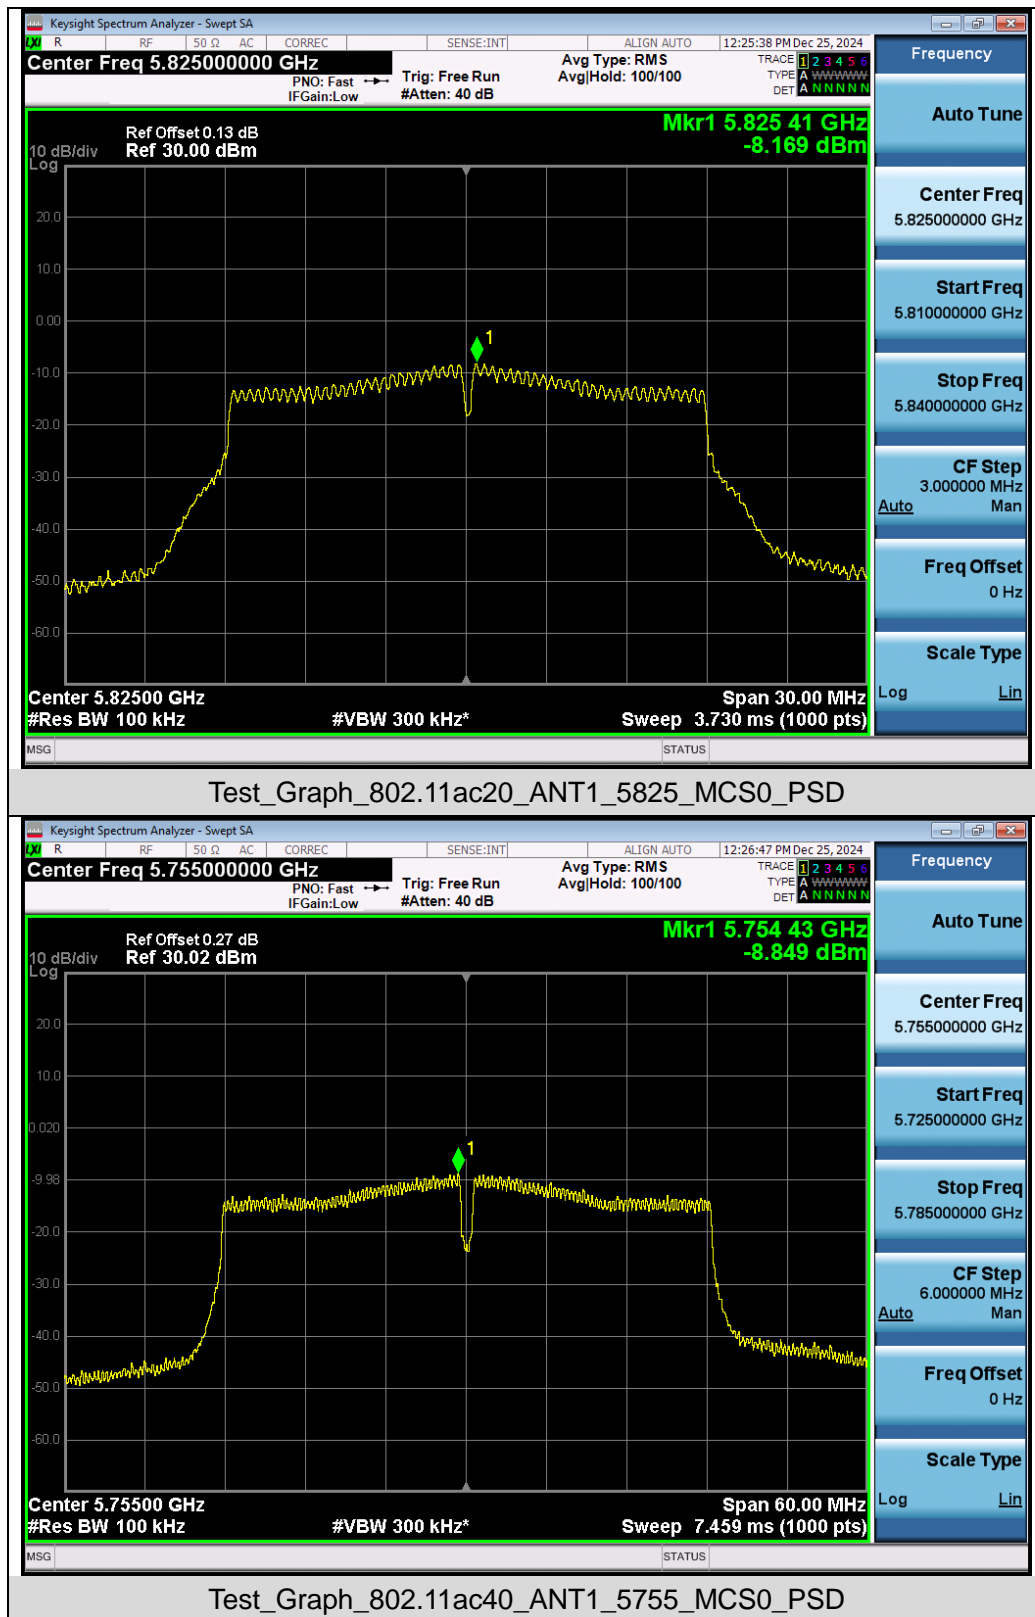 Keysight Spectrum Analyzer - Swept SA
LXI R RF 50 Ω AC CORREC SENSE:INT ALIGN AUTO 12:25:38 PM Dec 25, 2024
Center Freq 5.825000000 GHz
PNO: Fast
IFGain:Low
Trig: Free Run
#Atten: 40 dB
Avg Type: RMS
Avg|Hold: 100/100
TRACE 1 2 3 4 5 6
TYPE A WWWWW
DET A N N N N N
Ref Offset 0.13 dB
Ref 30.00 dBm
Mkr1 5.825 41 GHz
-8.169 dBm
10 dB/div
Log
20.0
10.0
0.00
-10.0
-20.0
-30.0
-40.0
-50.0
-60.0
1
Center 5.82500 GHz
Span 30.00 MHz
#Res BW 100 kHz
#VBW 300 kHz*
Sweep 3.730 ms (1000 pts)
MSG
STATUS
Frequency
Auto Tune
Center Freq
5.825000000 GHz
Start Freq
5.810000000 GHz
Stop Freq
5.840000000 GHz
CF Step
3.000000 MHz
Auto Man
Freq Offset
0 Hz
Scale Type
Log Lin
Test_Graph_802.11ac20_ANT1_5825_MCS0_PSD
Keysight Spectrum Analyzer - Swept SA
LXI R RF 50 Ω AC CORREC SENSE:INT ALIGN AUTO 12:26:47 PM Dec 25, 2024
Center Freq 5.755000000 GHz
PNO: Fast
IFGain:Low
Trig: Free Run
#Atten: 40 dB
Avg Type: RMS
Avg|Hold: 100/100
TRACE 1 2 3 4 5 6
TYPE A WWWWW
DET A N N N N N
Ref Offset 0.27 dB
Ref 30.02 dBm
Mkr1 5.754 43 GHz
-8.849 dBm
10 dB/div
Log
20.0
10.0
0.020
-9.98
-20.0
-30.0
-40.0
-50.0
-60.0
1
Center 5.75500 GHz
Span 60.00 MHz
#Res BW 100 kHz
#VBW 300 kHz*
Sweep 7.459 ms (1000 pts)
MSG
STATUS
Frequency
Auto Tune
Center Freq
5.755000000 GHz
Start Freq
5.725000000 GHz
Stop Freq
5.785000000 GHz
CF Step
6.000000 MHz
Auto Man
Freq Offset
0 Hz
Scale Type
Log Lin
Test_Graph_802.11ac40_ANT1_5755_MCS0_PSD